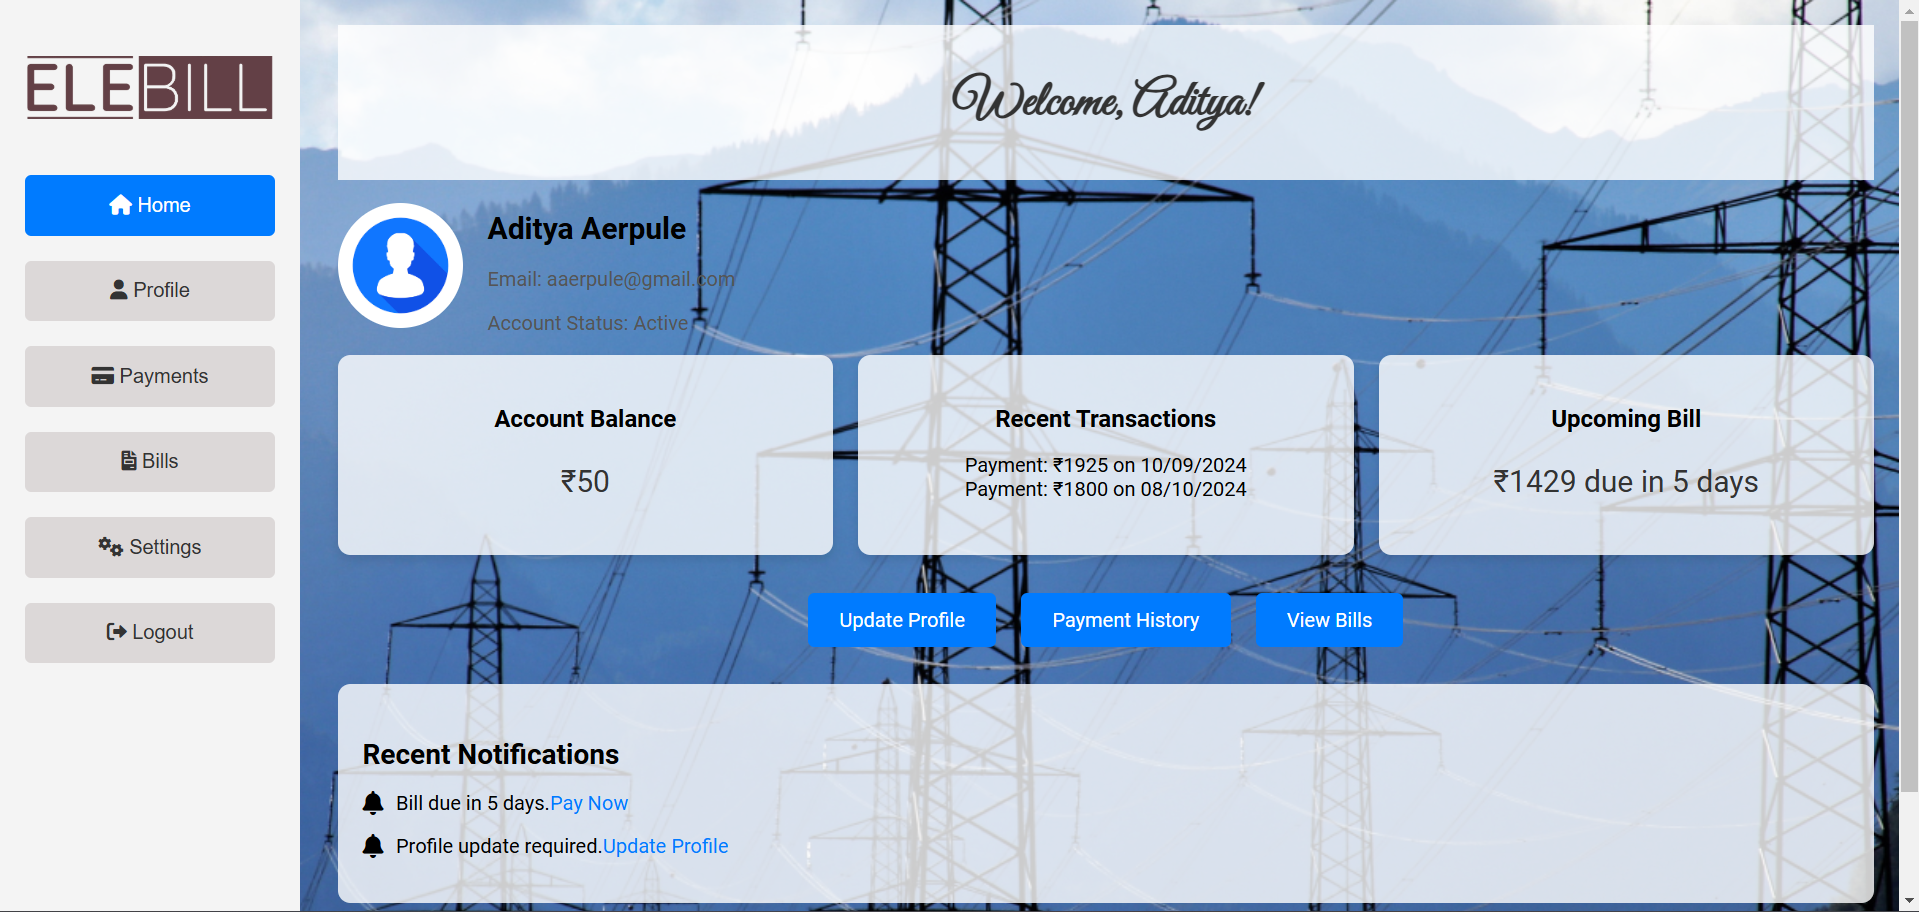 ELEBILL
Home
Profile
Payments
Bills
Settings
Logout
Welcome, Aditya!
Aditya Aerpule
Email: aaerpule@gmail.com
Account Status: Active
Account Balance
₹50
Recent Transactions
Payment: ₹1925 on 10/09/2024
Payment: ₹1800 on 08/10/2024
Upcoming Bill
₹1429 due in 5 days
Update Profile
Payment History
View Bills
Recent Notifications
Bill due in 5 days.Pay Now
Profile update required.Update Profile